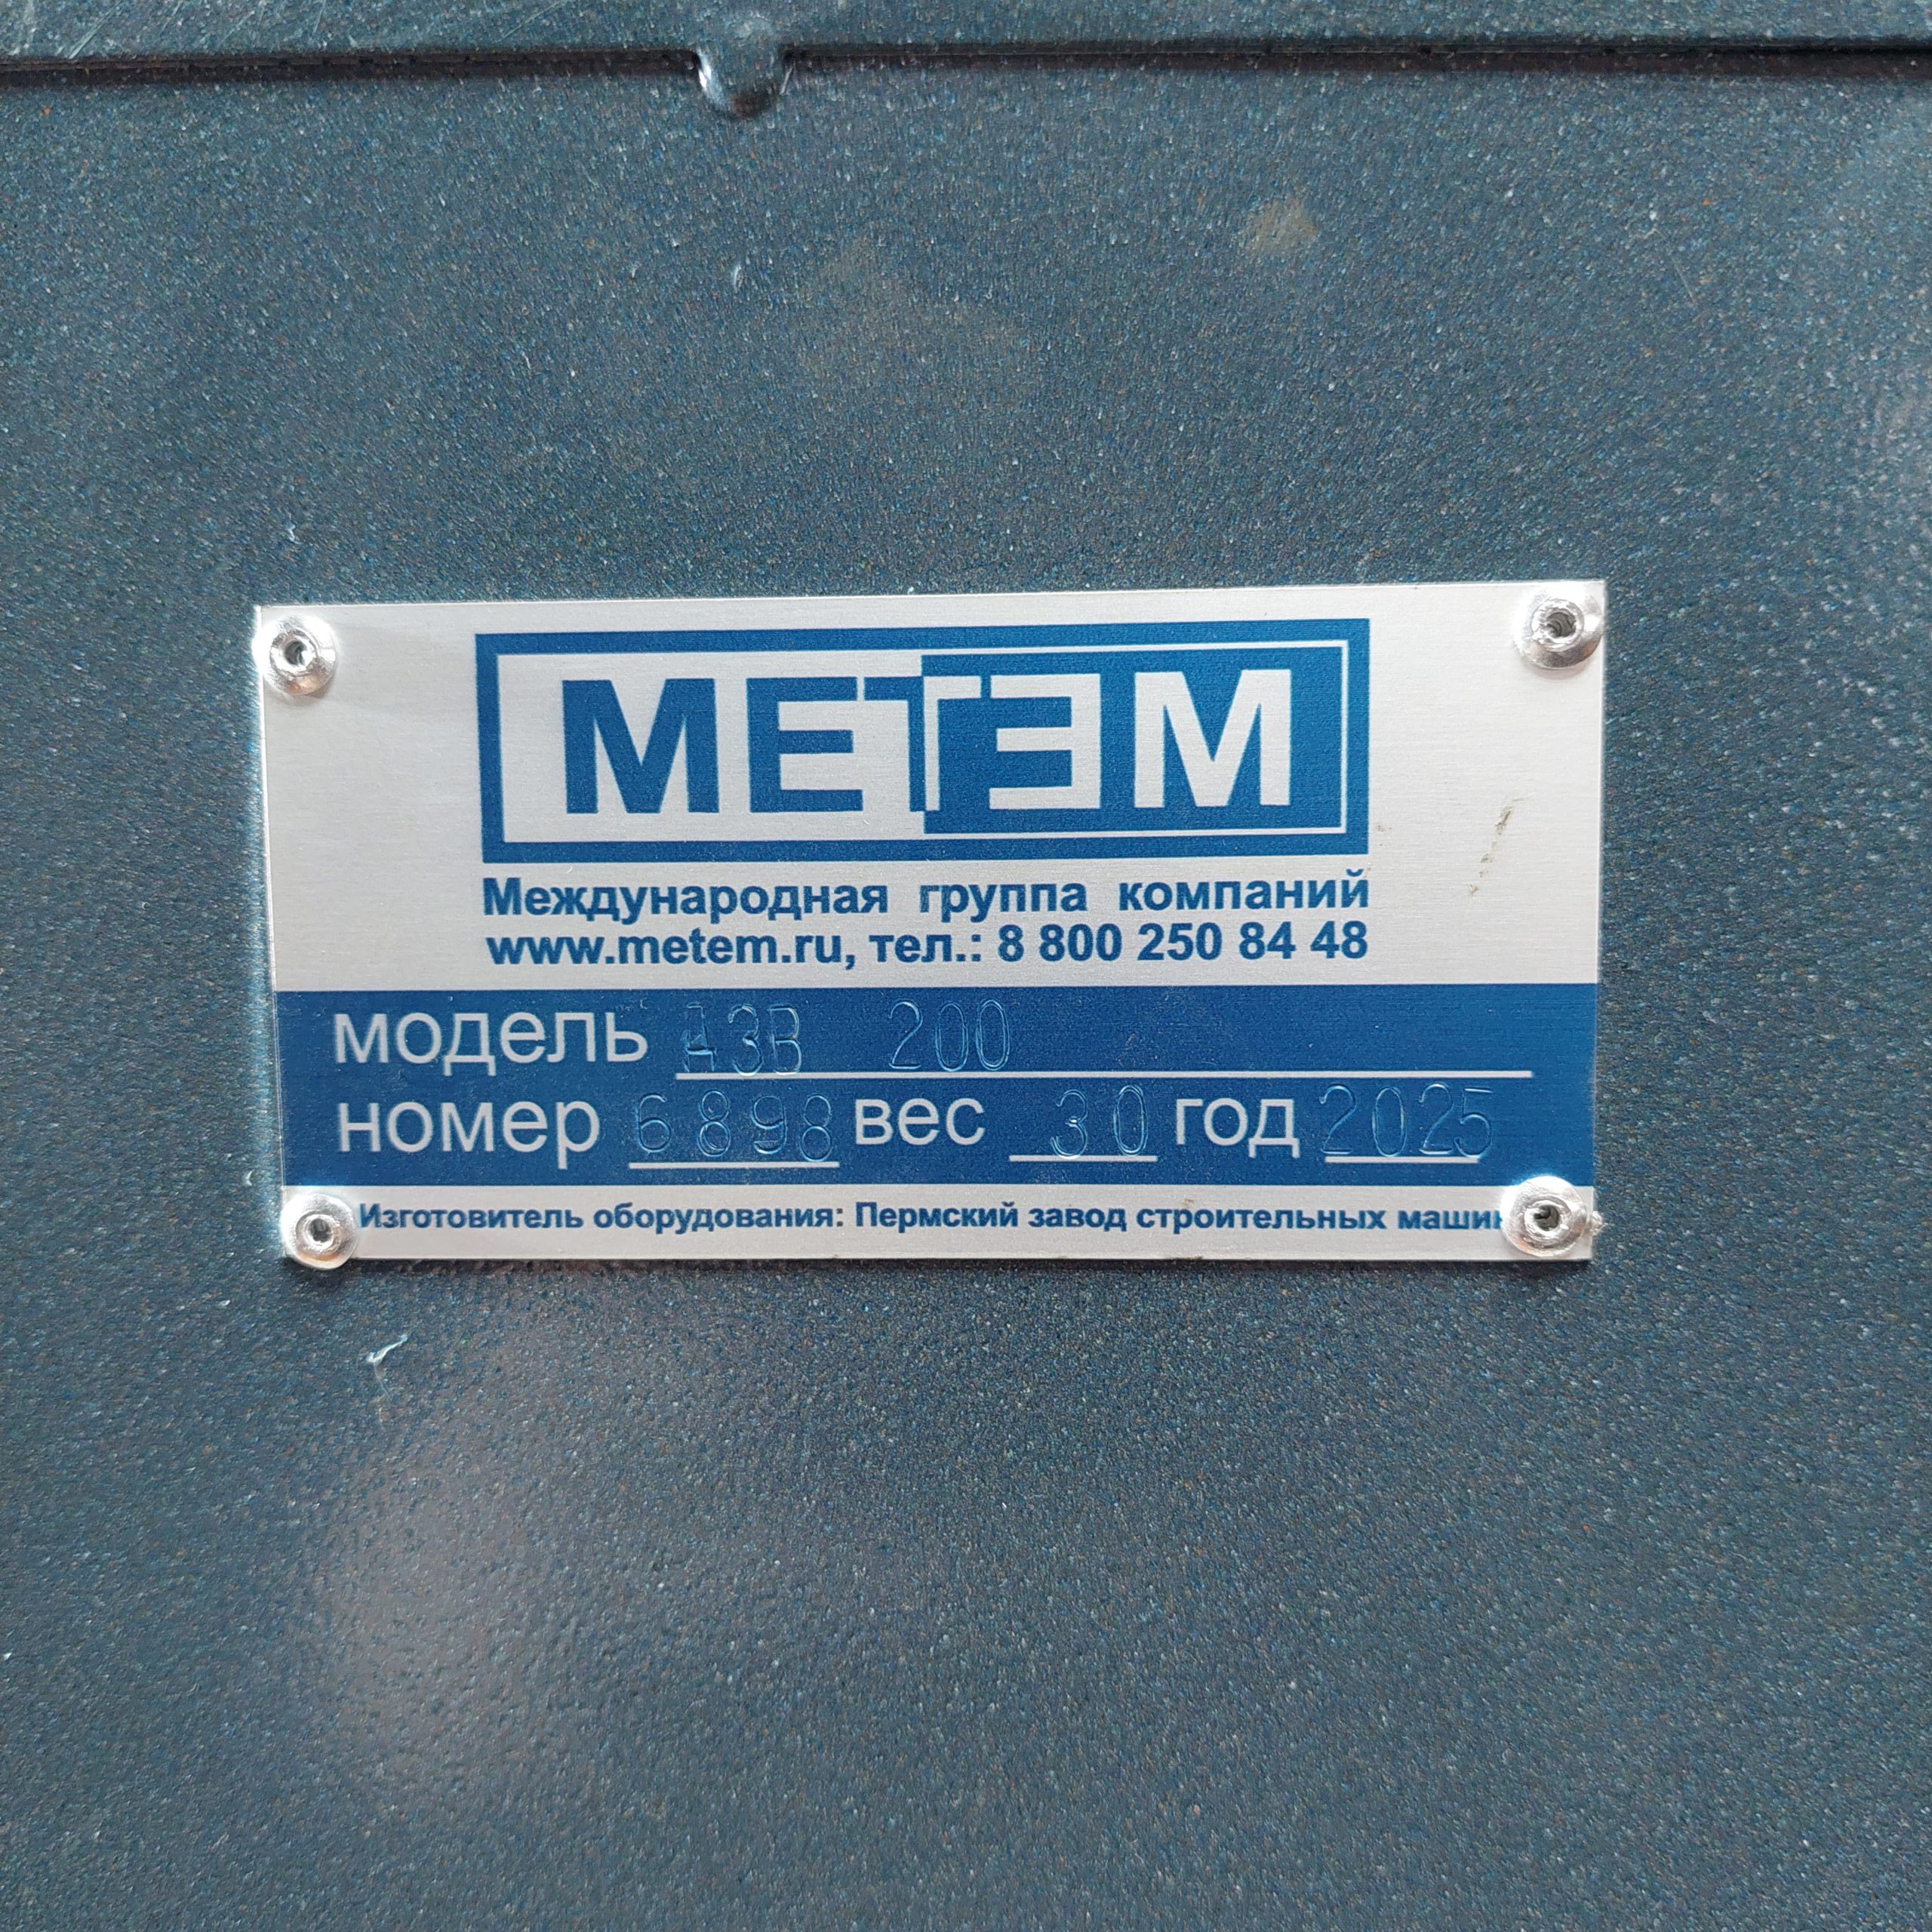 МЕТЕМ
Международная группа компаний
www.metem.ru, тел.: 8 800 250 84 48
модель АЗВ 200
номер 6898 вес 30 год 2025
Изготовитель оборудования: Пермский завод строительных машин